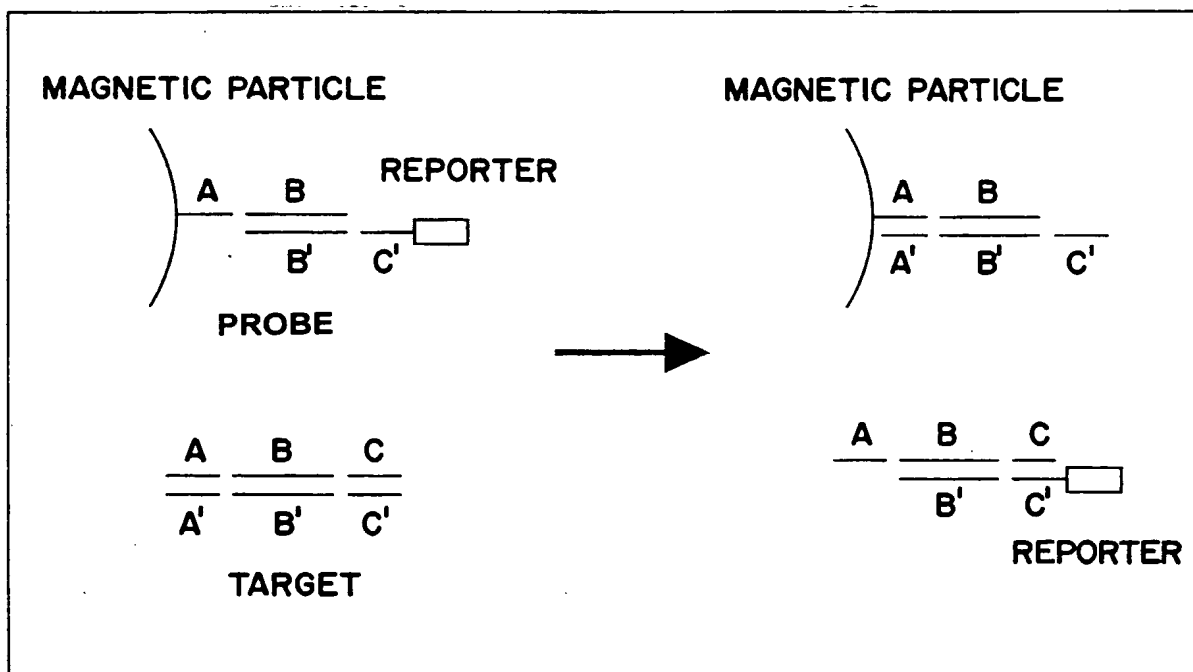 MAGNETIC PARTICLE
A B REPORTER
B' C'
PROBE
A B C
A' B' C'
TARGET
MAGNETIC PARTICLE
A B
A' B' C'
A B C
B' C'
REPORTER